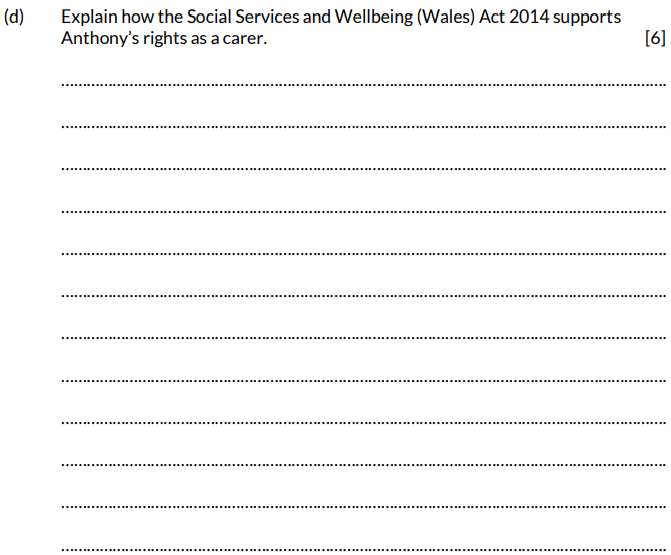 (d) Explain how the Social Services and Wellbeing (Wales) Act 2014 supports
Anthony's rights as a carer. [6]